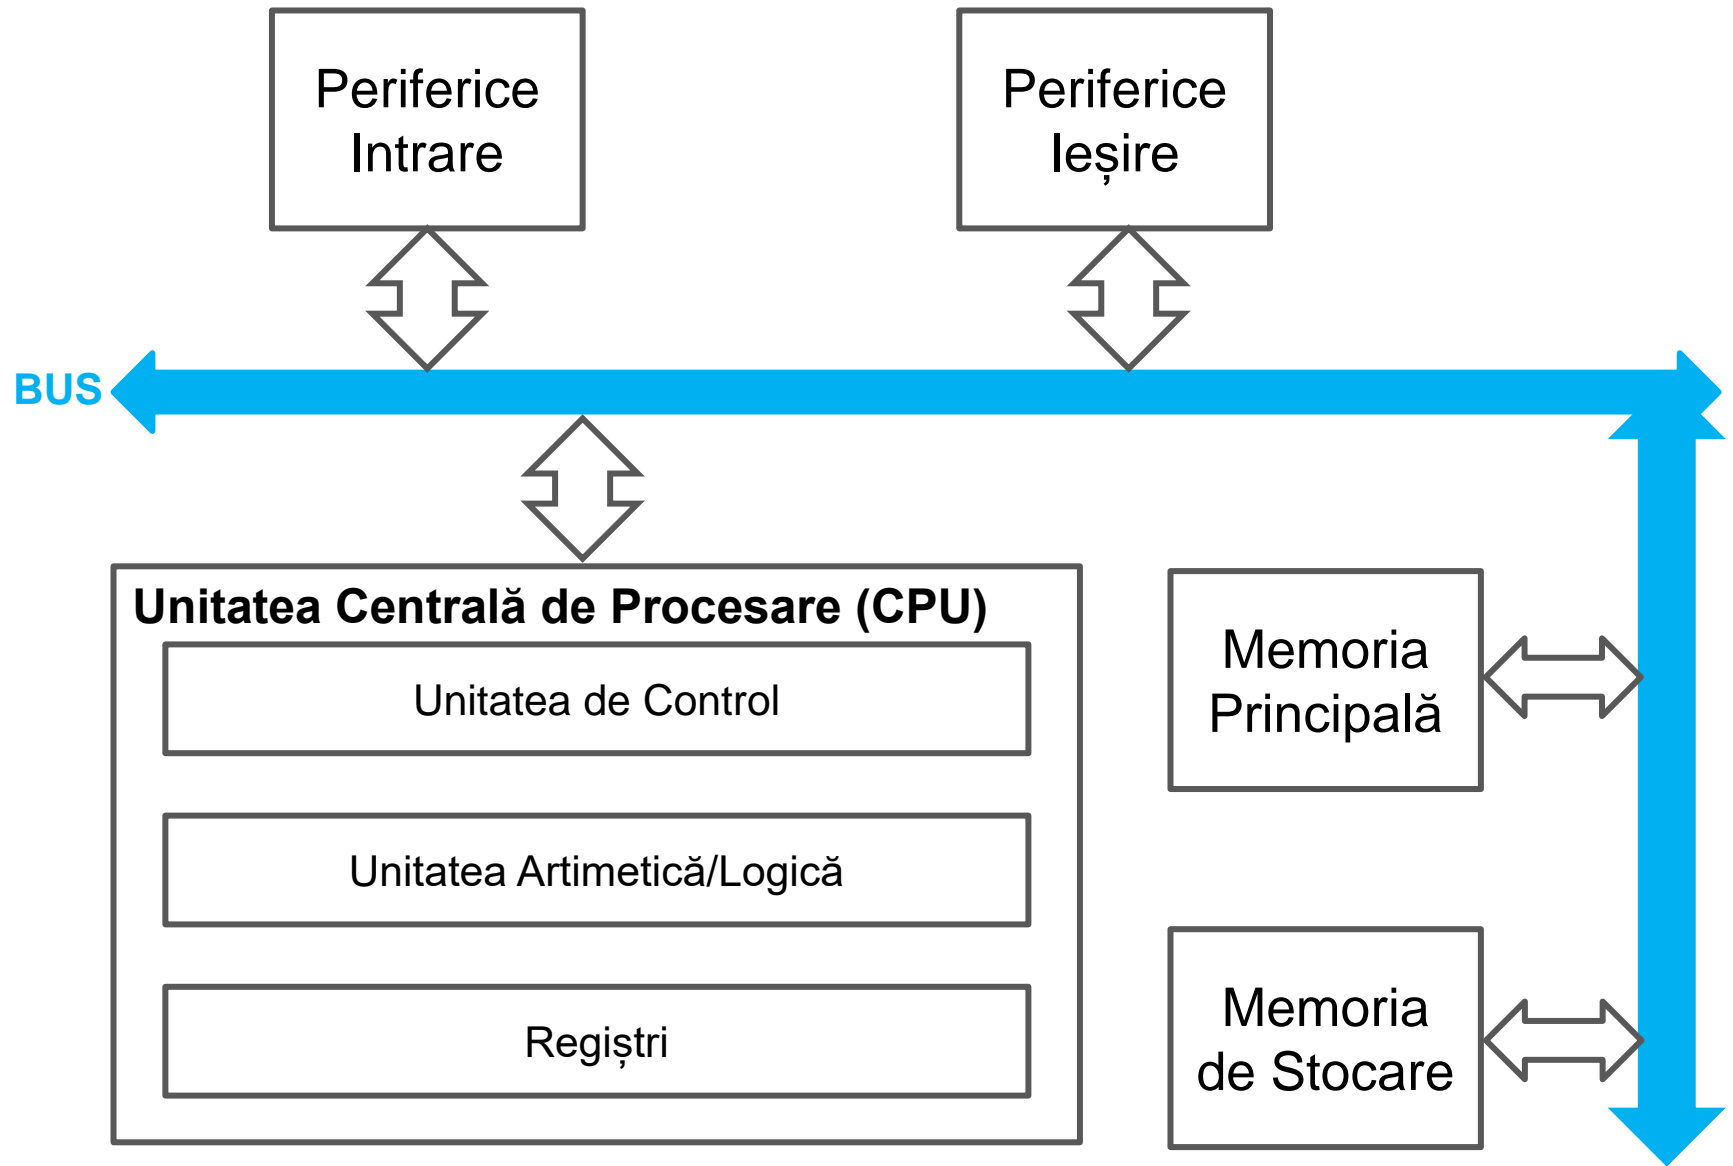 Periferice
Intrare
Periferice
Ieșire
BUS
Unitatea Centrală de Procesare (CPU)
Unitatea de Control
Unitatea Artimetică/Logică
Regiștri
Memoria
Principală
Memoria
de Stocare